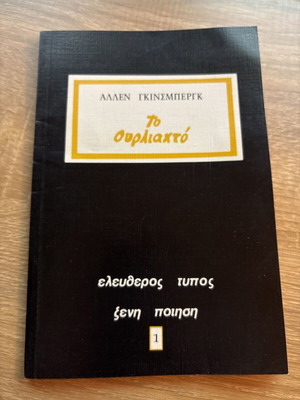 ΑΛΛΕΝ ΓΚΙΝΣΜΠΕΡΓΚ
Το
Ουρλιαχτό
ελευθερος τυπος
ξενη ποιηση
1